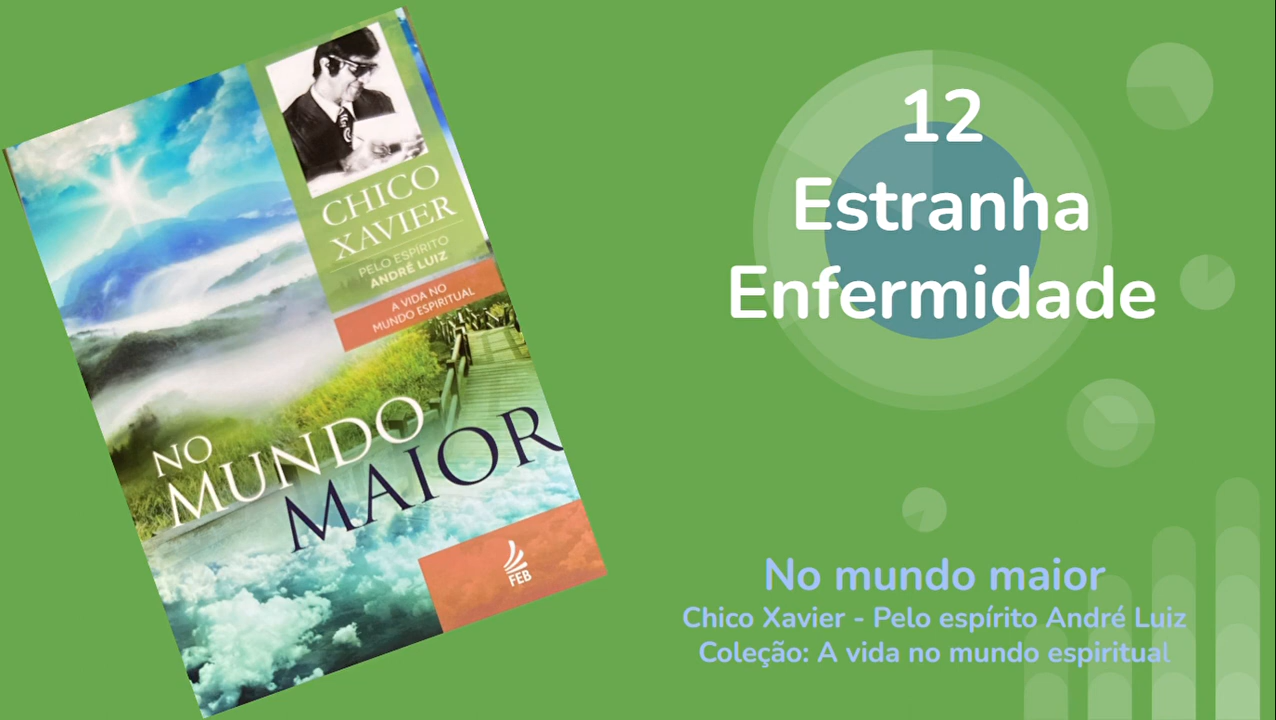 CHICO
XAVIER
PELO ESPÍRITO
ANDRÉ LUIZ
A VIDA NO
MUNDO ESPIRITUAL
NO
MUNDO
MAIOR
FEB
12
Estranha
Enfermidade
No mundo maior
Chico Xavier - Pelo espírito André Luiz
Coleção: A vida no mundo espiritual